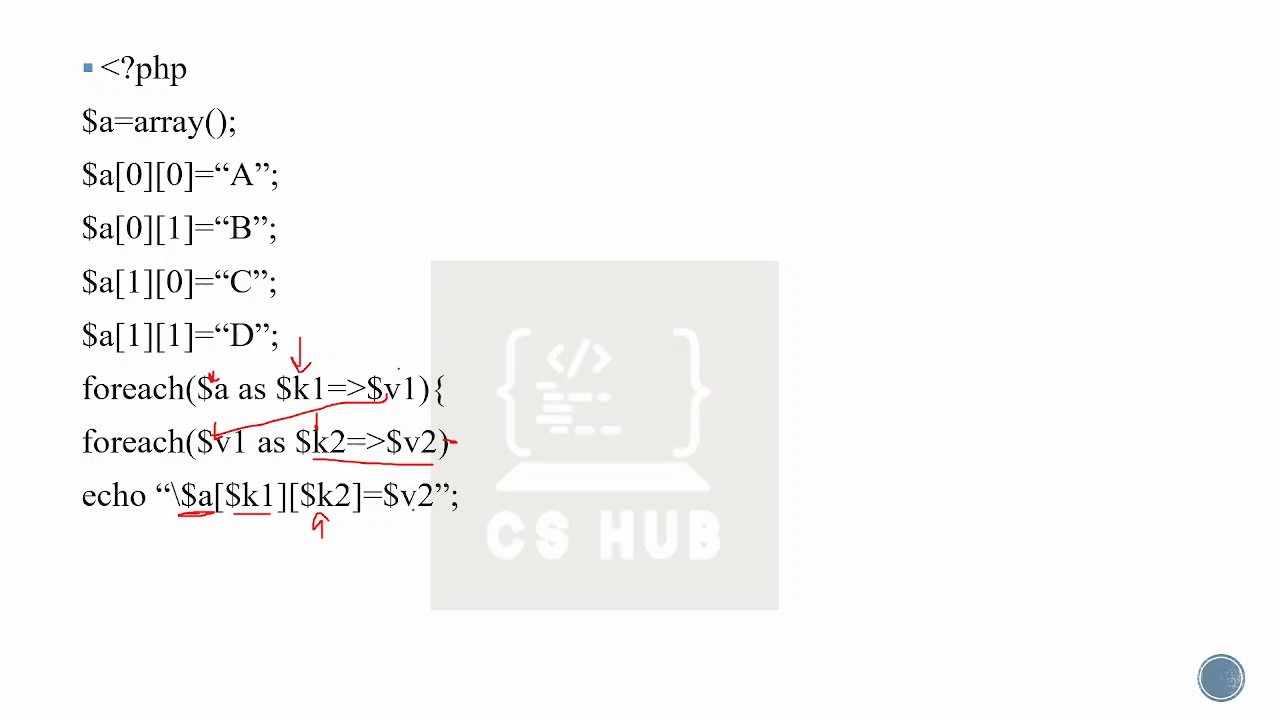 <?php
$a=array();
$a[0][0]=“A”;
$a[0][1]=“B”;
$a[1][0]=“C”;
$a[1][1]=“D”;
foreach($a as $k1=>$v1){
foreach($v1 as $k2=>$v2)
echo “\$a[$k1][$k2]=$v2”;
</>
CS HUB